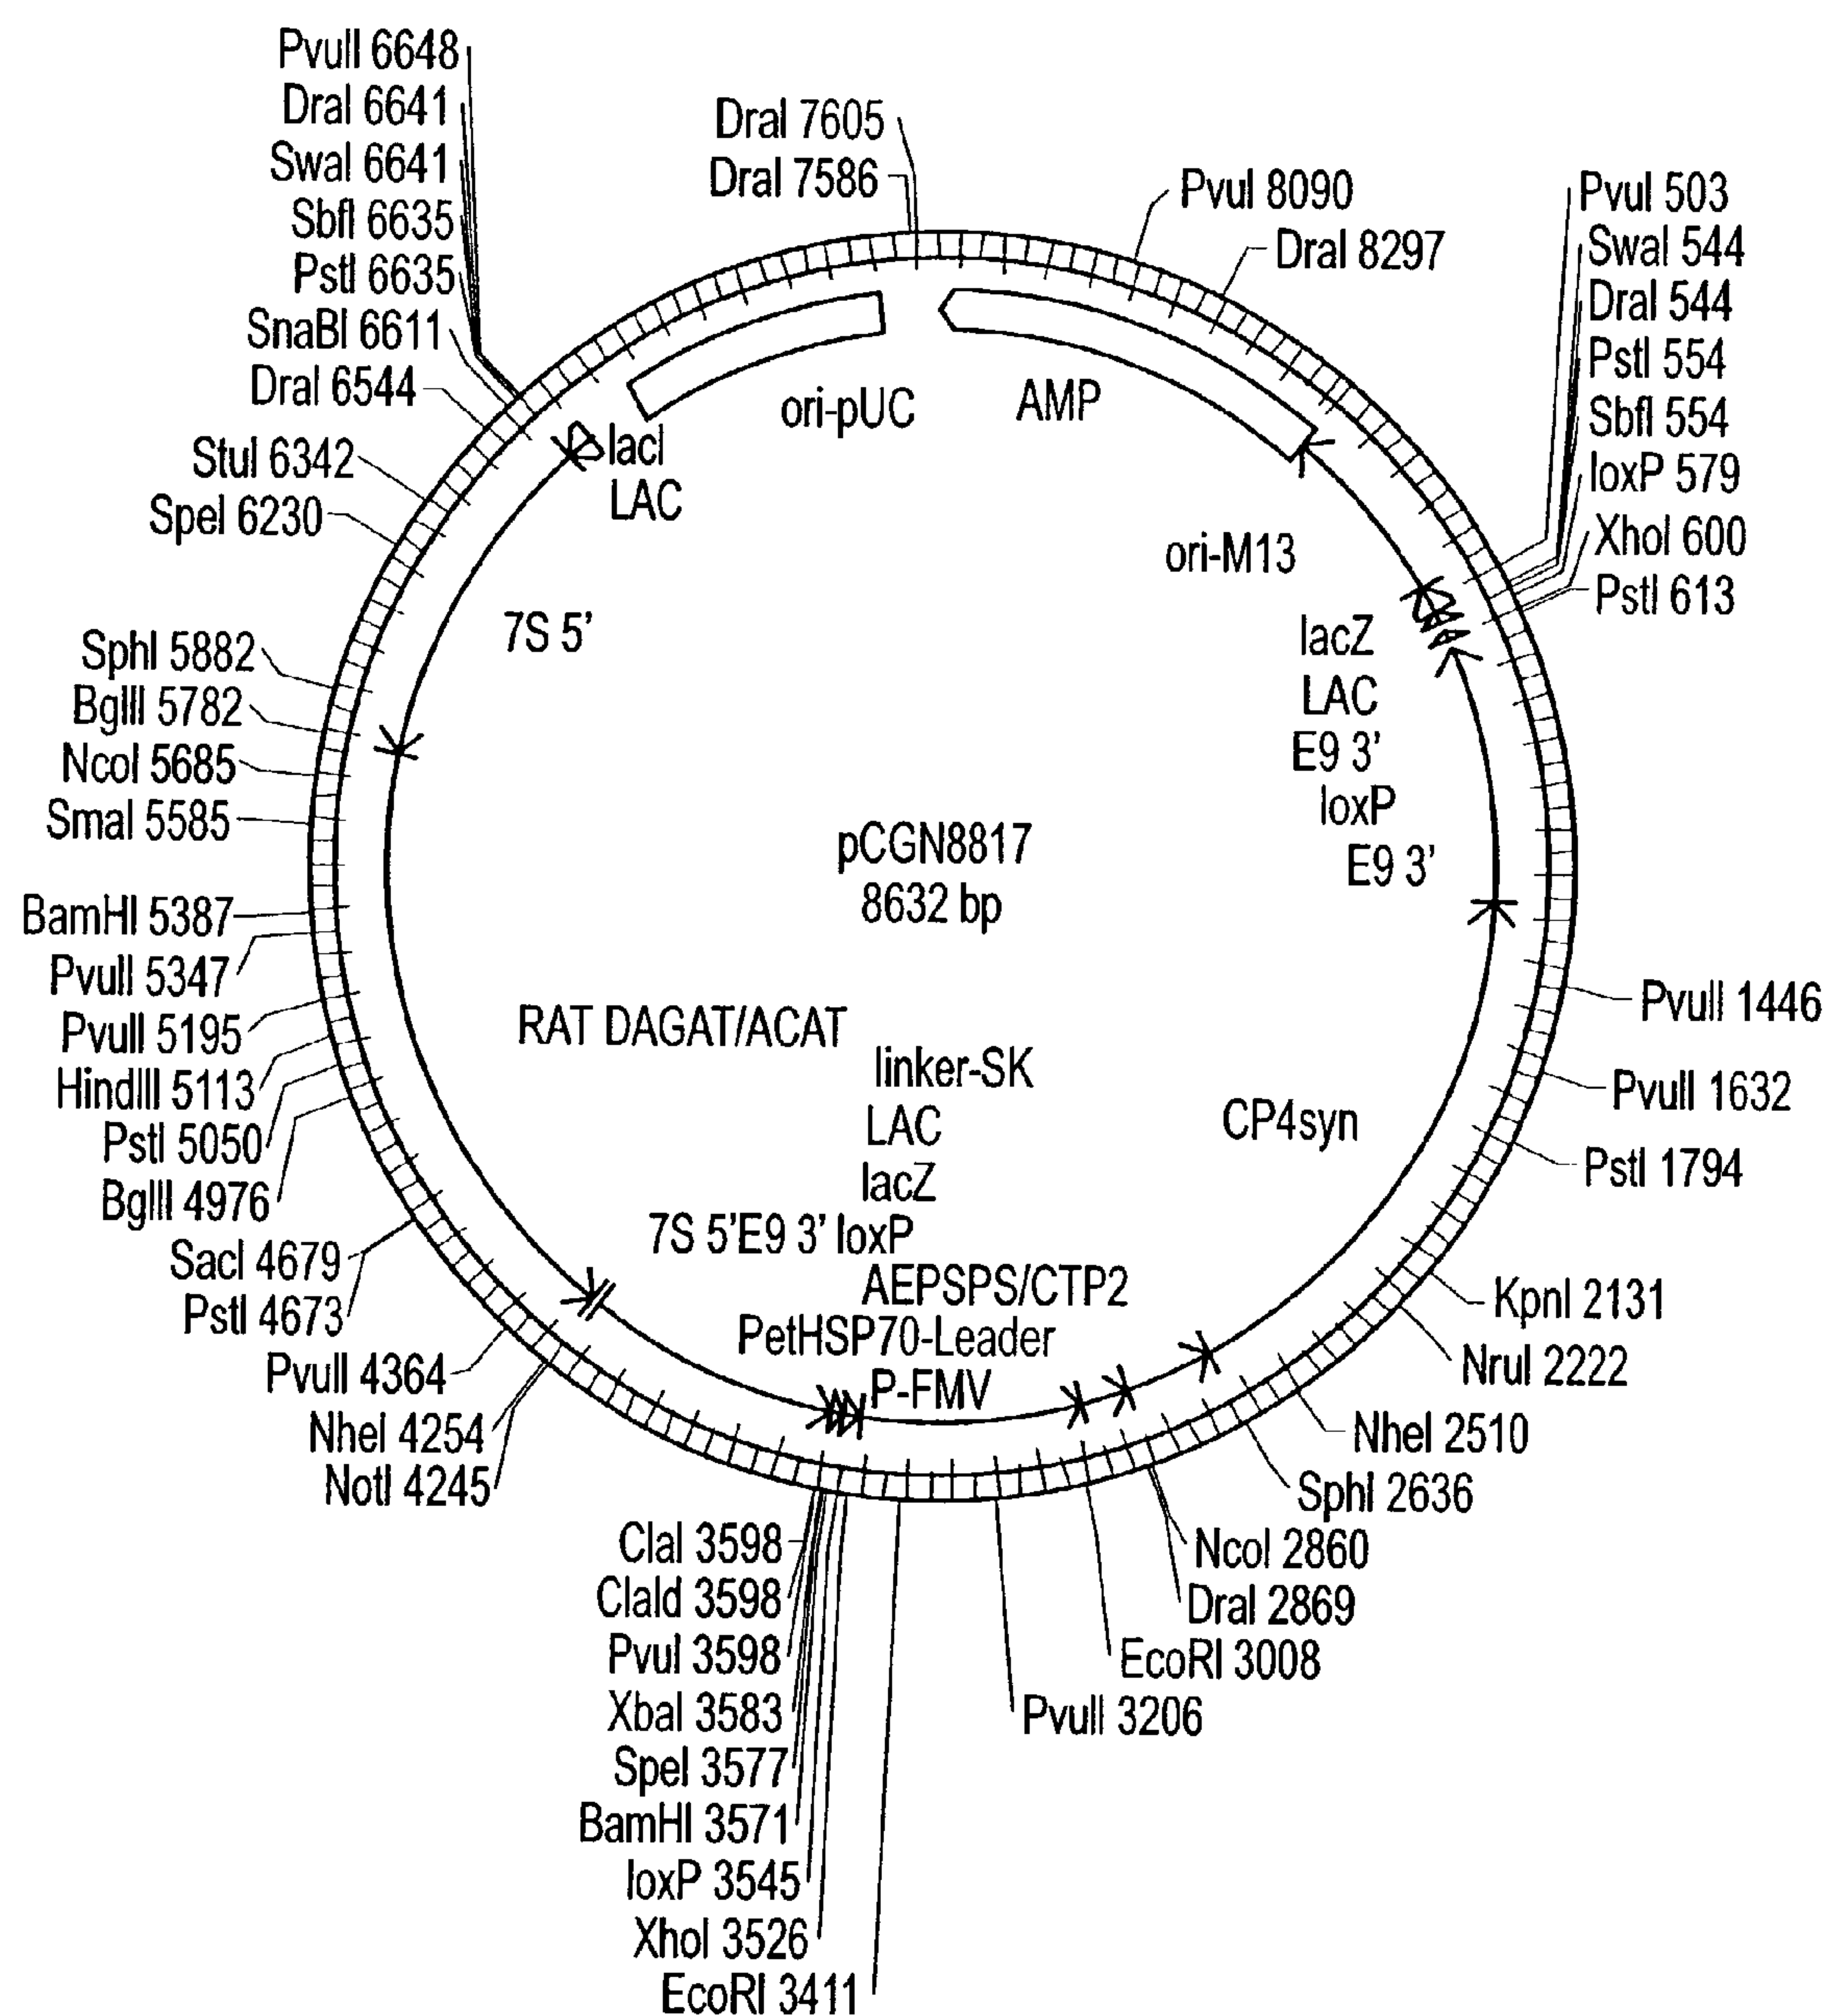 PvuII 6648
DraI 6641
SwaI 6641
SbfI 6635
PstI 6635
SnaBI 6611
DraI 6544
StuI 6342
SpeI 6230
SphI 5882
BglII 5782
NcoI 5685
SmaI 5585
BamHI 5387
PvuII 5347
PvuII 5195
HindIII 5113
PstI 5050
BglII 4976
SacI 4679
PstI 4673
PvuII 4364
NheI 4254
NotI 4245
DraI 7605
DraI 7586
PvuI 8090
DraI 8297
PvuI 503
SwaI 544
DraI 544
PstI 554
SbfI 554
loxP 579
XhoI 600
PstI 613
PvuII 1446
PvuII 1632
PstI 1794
KpnI 2131
NruI 2222
NheI 2510
SphI 2636
NcoI 2860
DraI 2869
EcoRI 3008
PvuII 3206
ClaI 3598
ClaId 3598
PvuI 3598
XbaI 3583
SpeI 3577
BamHI 3571
loxP 3545
XhoI 3526
EcoRI 3411
ori-pUC
AMP
lacI
LAC
ori-M13
7S 5'
lacZ
LAC
E9 3'
loxP
E9 3'
pCGN8817
8632 bp
RAT DAGAT/ACAT
linker-SK
LAC
lacZ
7S 5'E9 3' loxP
CP4syn
AEPSPS/CTP2
PetHSP70-Leader
P-FMV